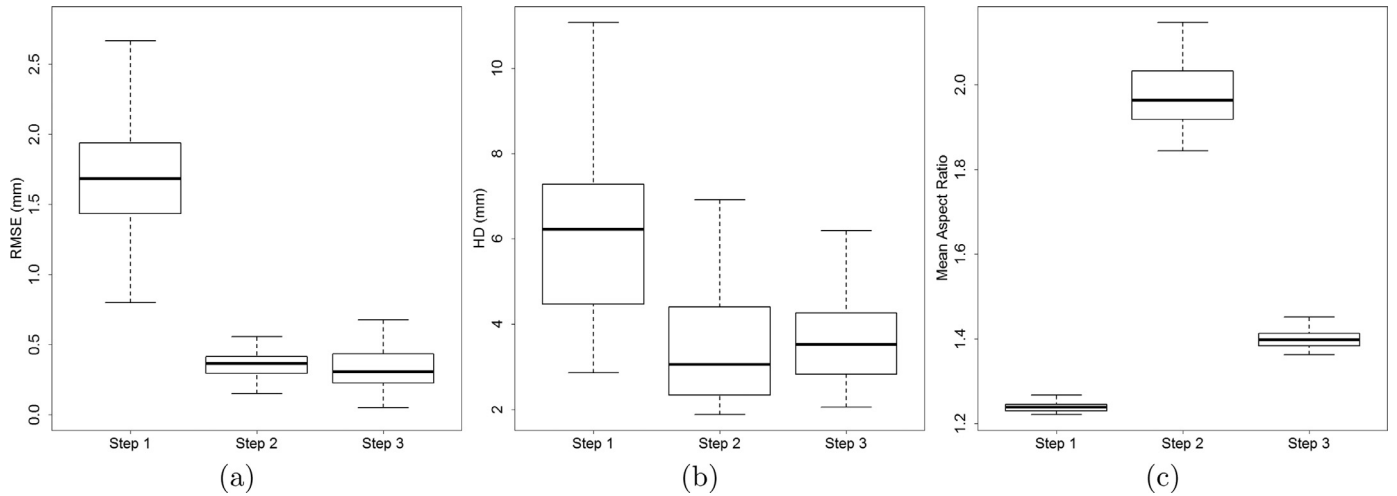 RMSE (mm)
2.5
2.0
1.5
1.0
0.5
0.0
Step 1 Step 2 Step 3
(a)
HD (mm)
10
8
6
4
2
Step 1 Step 2 Step 3
(b)
Mean Aspect Ratio
2.0
1.8
1.6
1.4
1.2
Step 1 Step 2 Step 3
(c)